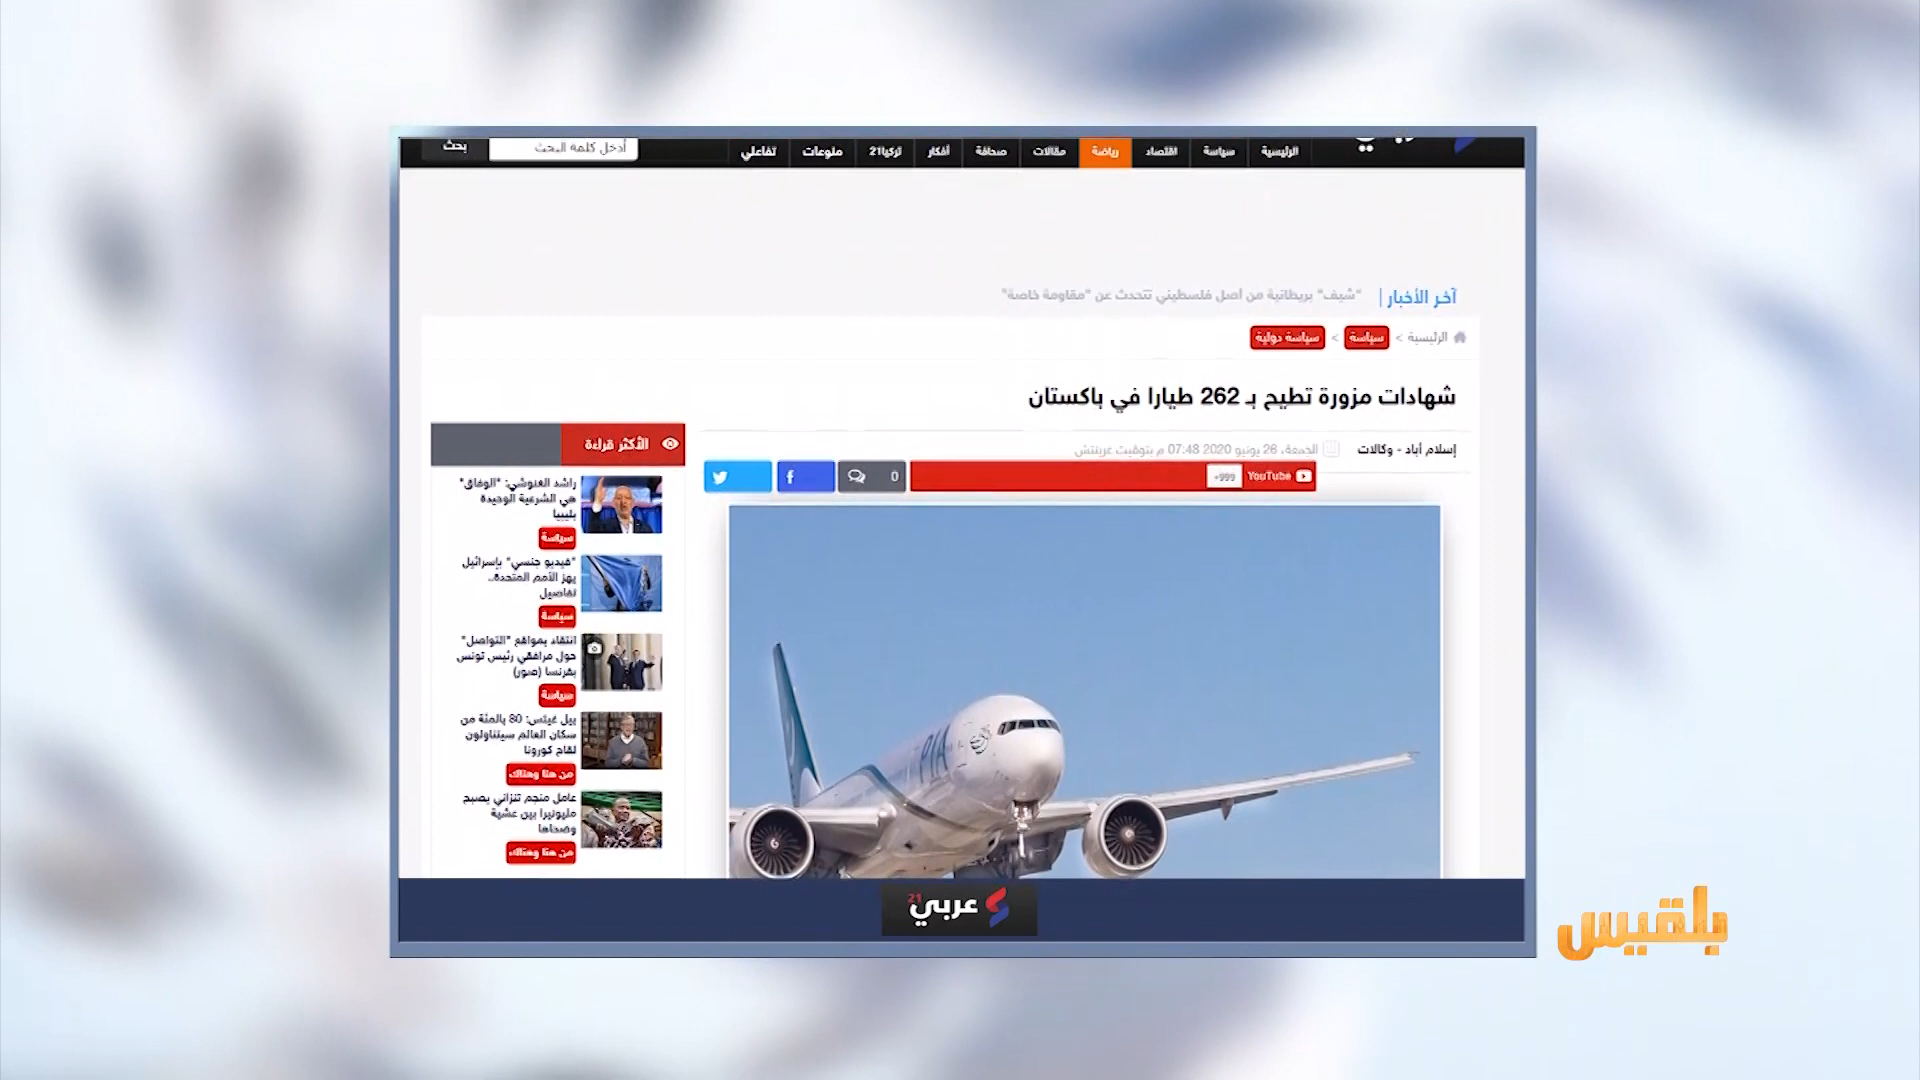 الرئيسية سياسة اقتصاد رياضة مقالات صحافة أفكار تركيا21 ملوعات تفاعلي أدخل كلمة البحث بحث
آخر الأخبار | "شيف" بريطانية من أصل فلسطيني تتحدث عن "مقاومة خاصة"
الرئيسية > سياسة > سياسة دولية
شهادات مزورة تطيح بـ 262 طيارا في باكستان
إسلام أباد - وكالات الجمعة، 26 يونيو 2020 07:48 م بتوقيت غرينتش
YouTube 999+ 0
PIA
الأكثر قراءة
راشد الغنوشي: "الوفاق"
هي الشرعية الوحيدة
بليبيا
سياسة
"فيديو جنسي" بإسرائيل
يهز الأمم المتحدة..
تفاصيل
سياسة
انتقاد بمواقع "التواصل"
حول مرافقي رئيس تونس
بفرنسا (صور)
سياسة
بيل غيتس: 80 بالمئة من
سكان العالم سيتناولون
لقاح كورونا
من هنا وهناك
عامل منجم تنزاني يصبح
مليونيرا بين عشية
وضحاها
من هنا وهناك
عربي21
بلقيس